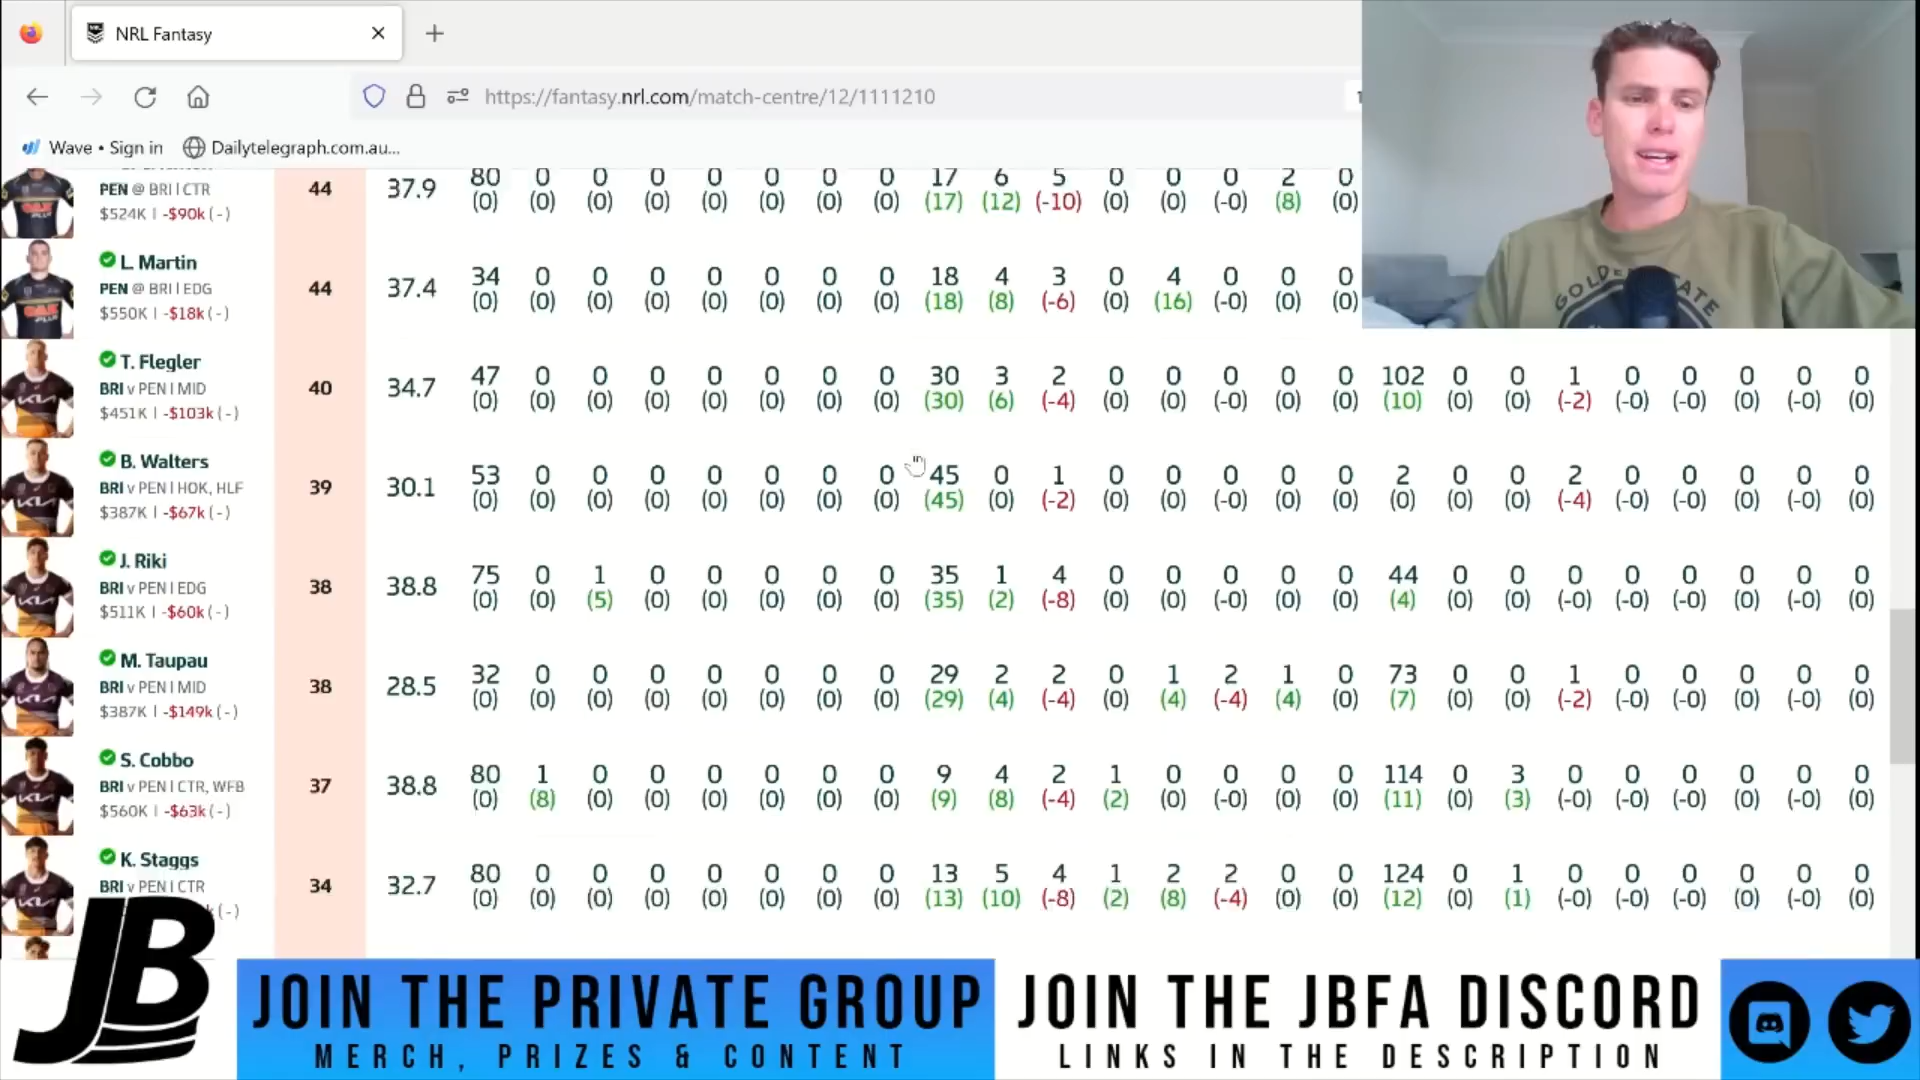 NRL Fantasy
https://fantasy.nrl.com/match-centre/12/1111210
Wave • Sign in Dailytelegraph.com.au...
PEN @ BRI | CTR
$524K | -$90k (-)
44 37.9 80 0 0 0 0 0 0 0 17 6 5 0 0 0 2 0
(0) (0) (0) (0) (0) (0) (0) (0) (17) (12) (-10) (0) (0) (-0) (8) (0)
L. Martin
PEN @ BRI | EDG
$550K | -$18k (-)
44 37.4 34 0 0 0 0 0 0 0 18 4 3 0 4 0 0 0
(0) (0) (0) (0) (0) (0) (0) (0) (18) (8) (-6) (0) (16) (-0) (0) (0)
T. Flegler
BRI v PEN | MID
$451K | -$103k (-)
40 34.7 47 0 0 0 0 0 0 0 30 3 2 0 0 0 0 0 102 0 0 1 0 0 0 0 0
(0) (0) (0) (0) (0) (0) (0) (0) (30) (6) (-4) (0) (0) (-0) (0) (0) (10) (0) (0) (-2) (-0) (-0) (0) (-0) (0)
B. Walters
BRI v PEN | HOK, HLF
$387K | -$67k (-)
39 30.1 53 0 0 0 0 0 0 0 45 0 1 0 0 0 0 0 2 0 0 2 0 0 0 0 0
(0) (0) (0) (0) (0) (0) (0) (0) (45) (0) (-2) (0) (0) (-0) (0) (0) (0) (0) (0) (-4) (-0) (-0) (0) (-0) (0)
J. Riki
BRI v PEN | EDG
$511K | -$60k (-)
38 38.8 75 0 1 0 0 0 0 0 35 1 4 0 0 0 0 0 44 0 0 0 0 0 0 0 0
(0) (0) (5) (0) (0) (0) (0) (0) (35) (2) (-8) (0) (0) (-0) (0) (0) (4) (0) (0) (-0) (-0) (-0) (0) (-0) (0)
M. Taupau
BRI v PEN | MID
$387K | -$149k (-)
38 28.5 32 0 0 0 0 0 0 0 29 2 2 0 1 2 1 0 73 0 0 1 0 0 0 0 0
(0) (0) (0) (0) (0) (0) (0) (0) (29) (4) (-4) (0) (4) (-4) (4) (0) (7) (0) (0) (-2) (-0) (-0) (0) (-0) (0)
S. Cobbo
BRI v PEN | CTR, WFB
$560K | -$63k (-)
37 38.8 80 1 0 0 0 0 0 0 9 4 2 1 0 0 0 0 114 0 3 0 0 0 0 0 0
(0) (8) (0) (0) (0) (0) (0) (0) (9) (8) (-4) (2) (0) (-0) (0) (0) (11) (0) (3) (-0) (-0) (-0) (0) (-0) (0)
K. Staggs
BRI v PEN | CTR
(-)
34 32.7 80 0 0 0 0 0 0 0 13 5 4 1 2 2 0 0 124 0 1 0 0 0 0 0 0
(0) (0) (0) (0) (0) (0) (0) (0) (13) (10) (-8) (2) (8) (-4) (0) (0) (12) (0) (1) (-0) (-0) (-0) (0) (-0) (0)
JB
JOIN THE PRIVATE GROUP
MERCH, PRIZES & CONTENT
JOIN THE JBFA DISCORD
LINKS IN THE DESCRIPTION